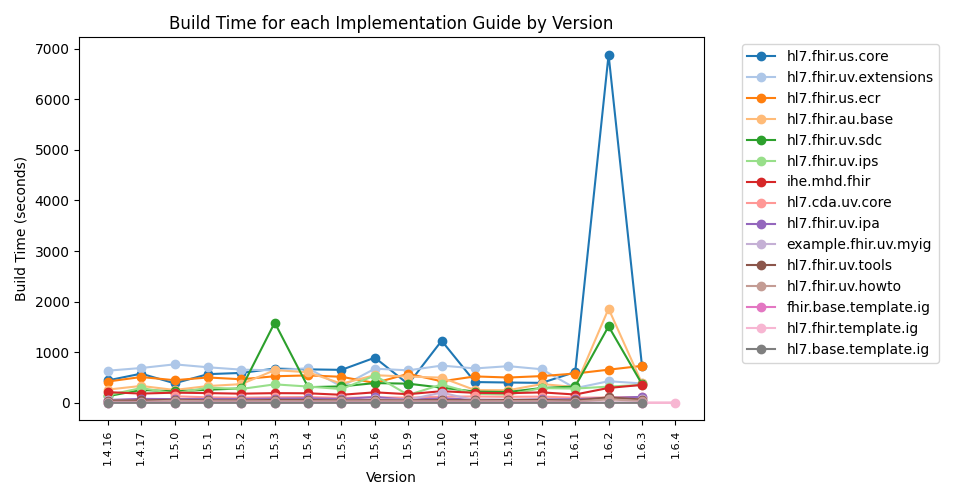 Build Time for each Implementation Guide by Version
Build Time (seconds)
7000
6000
5000
4000
3000
2000
1000
0
1.4.16
1.4.17
1.5.0
1.5.1
1.5.2
1.5.3
1.5.4
1.5.5
1.5.6
1.5.9
1.5.10
1.5.14
1.5.16
1.5.17
1.6.1
1.6.2
1.6.3
1.6.4
Version
hl7.fhir.us.core
hl7.fhir.uv.extensions
hl7.fhir.us.ecr
hl7.fhir.au.base
hl7.fhir.uv.sdc
hl7.fhir.uv.ips
ihe.mhd.fhir
hl7.cda.uv.core
hl7.fhir.uv.ipa
example.fhir.uv.myig
hl7.fhir.uv.tools
hl7.fhir.uv.howto
fhir.base.template.ig
hl7.fhir.template.ig
hl7.base.template.ig